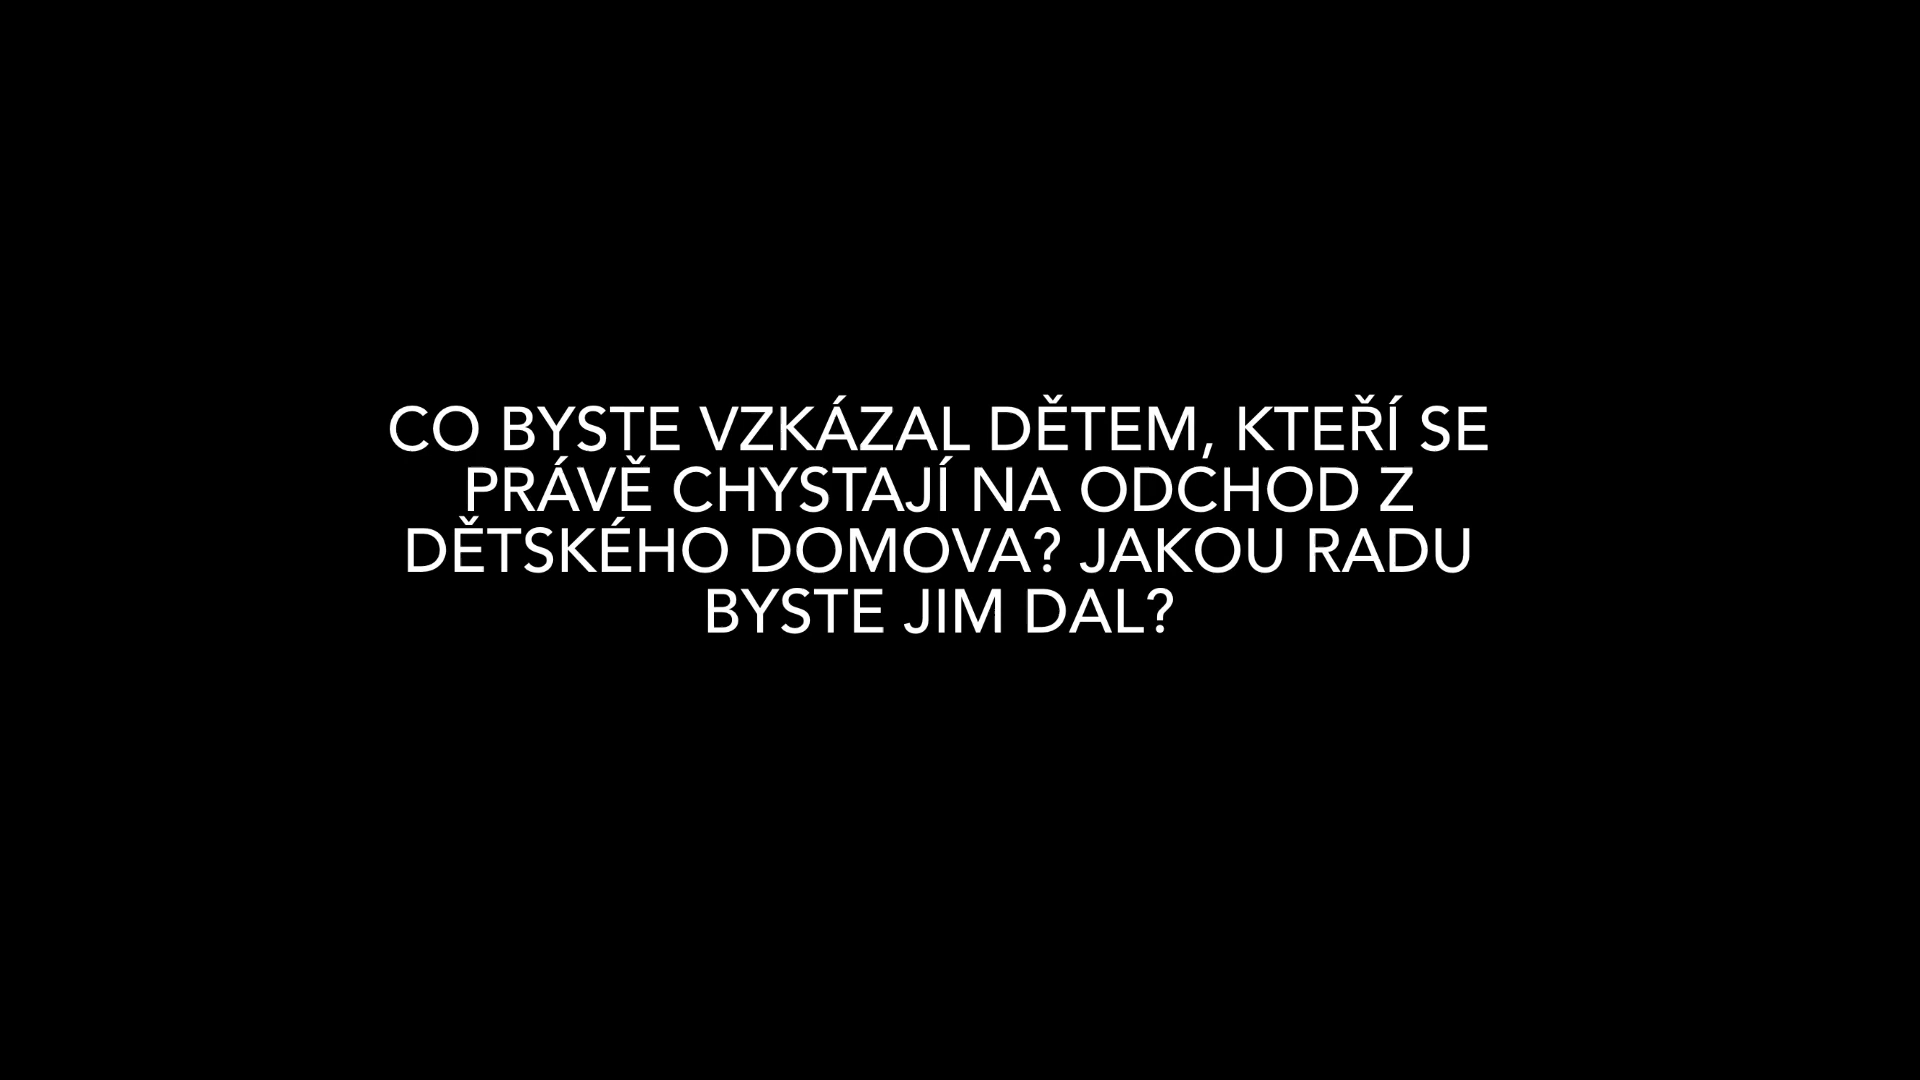 CO BYSTE VZKÁZAL DĚTEM, KTEŘÍ SE
PRÁVĚ CHYSTAJÍ NA ODCHOD Z
DĚTSKÉHO DOMOVA? JAKOU RADU
BYSTE JIM DAL?